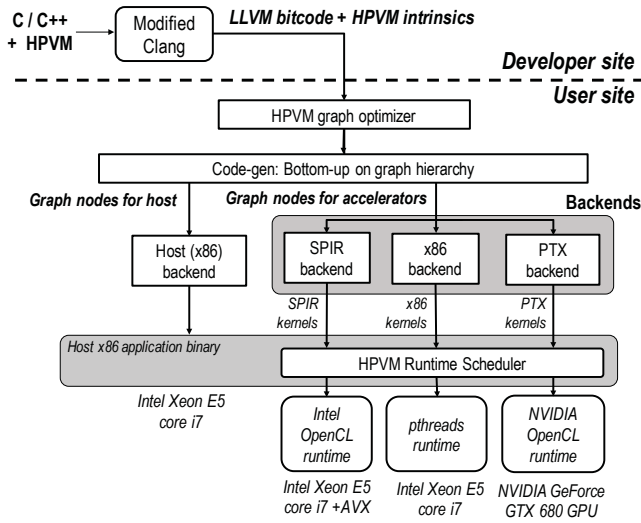 C / C++
+ HPVM
Modified
Clang
LLVM bitcode + HPVM intrinsics
Developer site
User site
HPVM graph optimizer
Code-gen: Bottom-up on graph hierarchy
Graph nodes for host
Graph nodes for accelerators
Backends
Host (x86)
backend
SPIR
backend
x86
backend
PTX
backend
SPIR
kernels
x86
kernels
PTX
kernels
Host x86 application binary
HPVM Runtime Scheduler
Intel Xeon E5
core i7
Intel
OpenCL
runtime
pthreads
runtime
NVIDIA
OpenCL
runtime
Intel Xeon E5
core i7 +AVX
Intel Xeon E5
core i7
NVIDIA GeForce
GTX 680 GPU